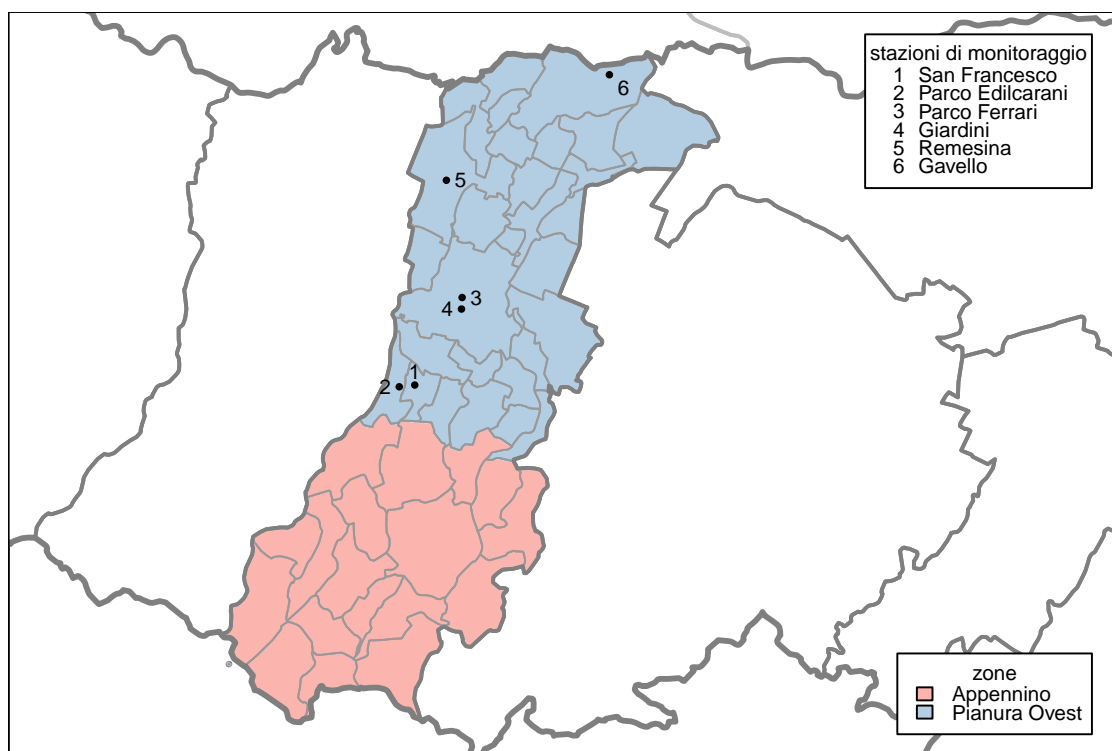 stazioni di monitoraggio
1 San Francesco
2 Parco Edilcarani
3 Parco Ferrari
4 Giardini
5 Remesina
6 Gavello
6
5
3
4
1
2
zone
Appennino
Pianura Ovest